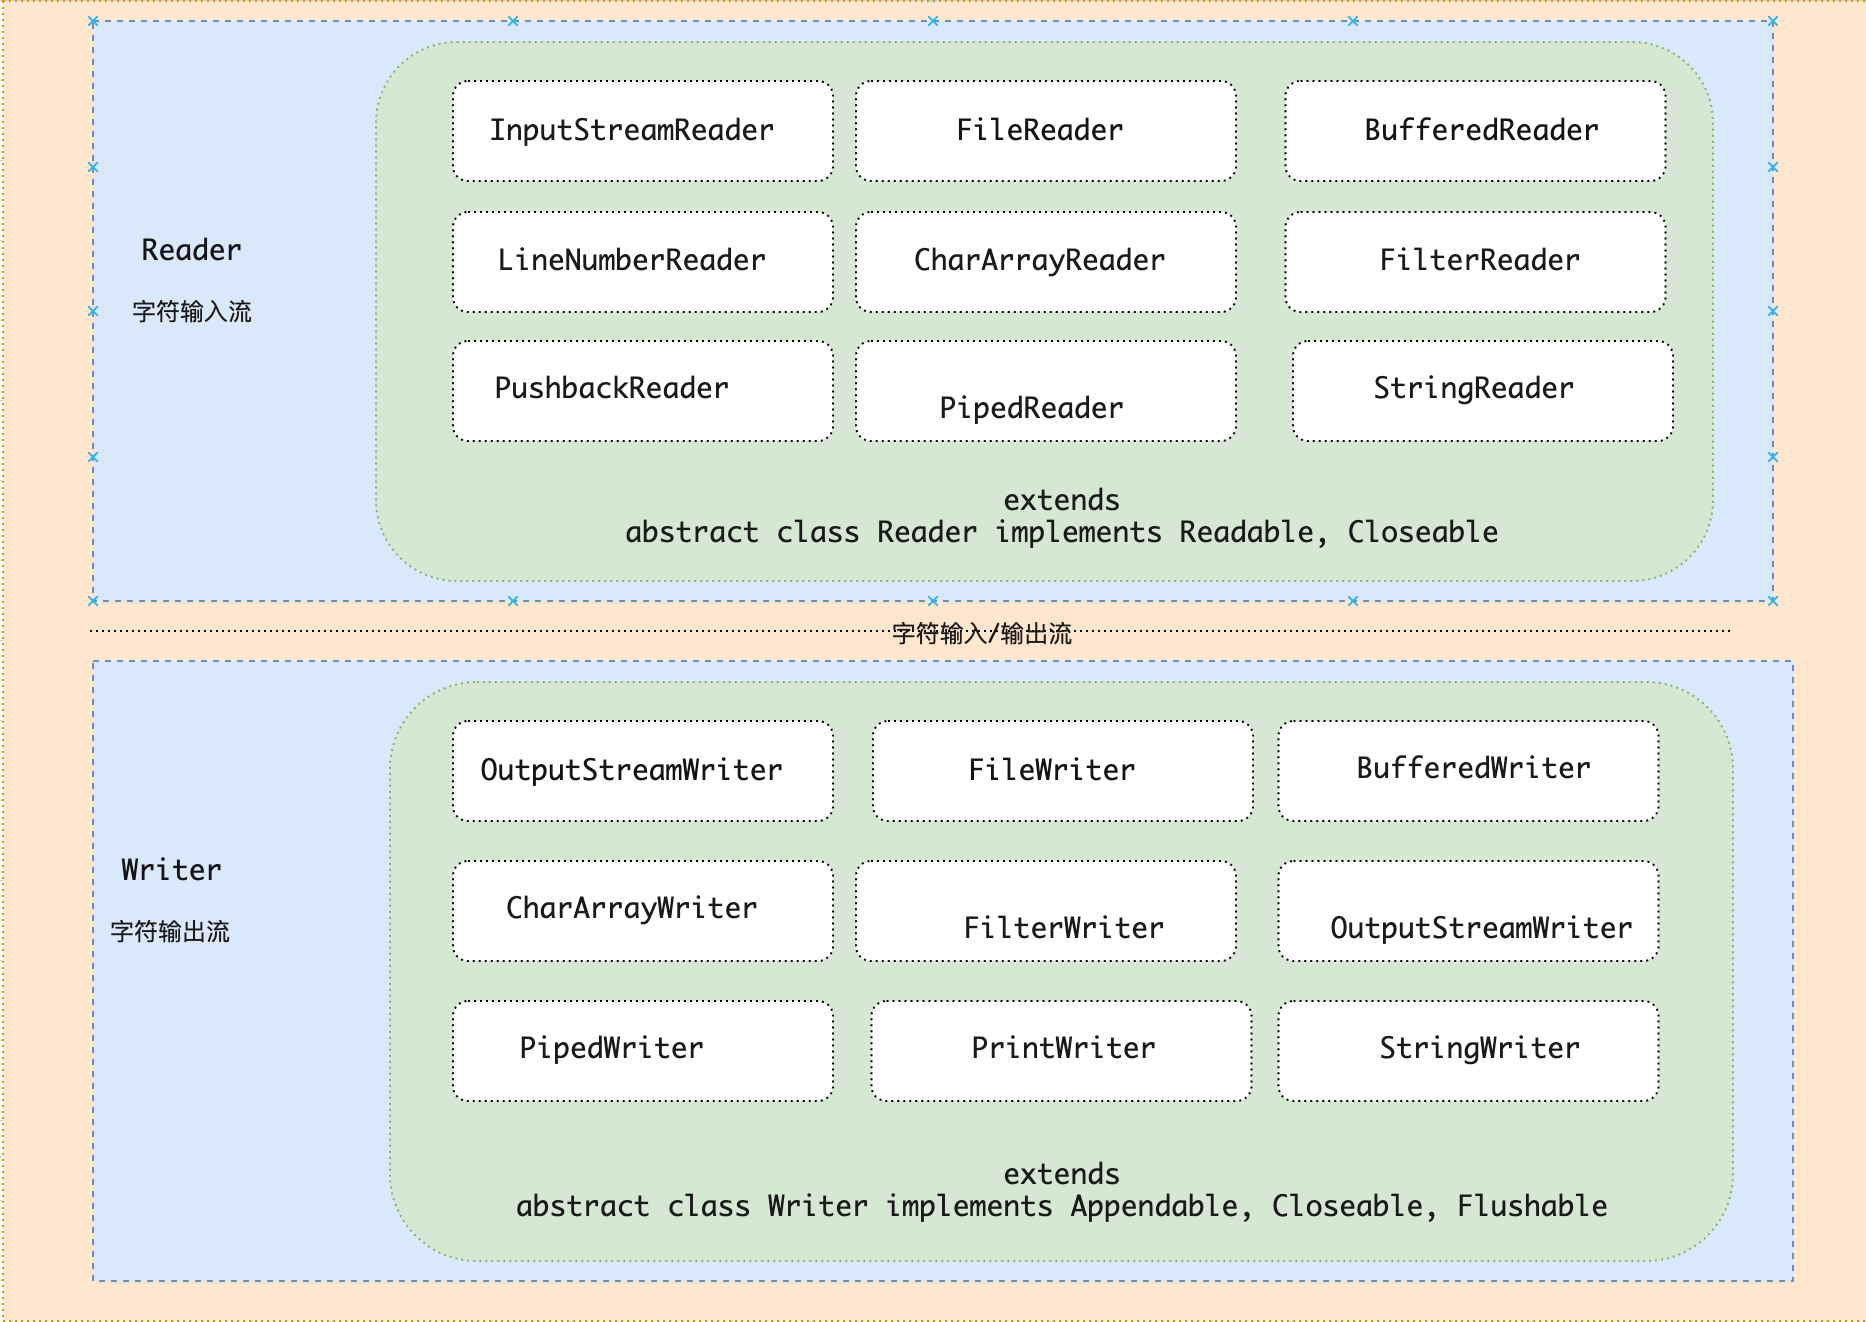 InputStreamReader
FileReader
BufferedReader
Reader
字符输入流
LineNumberReader
CharArrayReader
FilterReader
PushbackReader
PipedReader
StringReader
extends
abstract class Reader implements Readable, Closeable
字符输入/输出流
OutputStreamWriter
FileWriter
BufferedWriter
Writer
字符输出流
CharArrayWriter
FilterWriter
OutputStreamWriter
PipedWriter
PrintWriter
StringWriter
extends
abstract class Writer implements Appendable, Closeable, Flushable